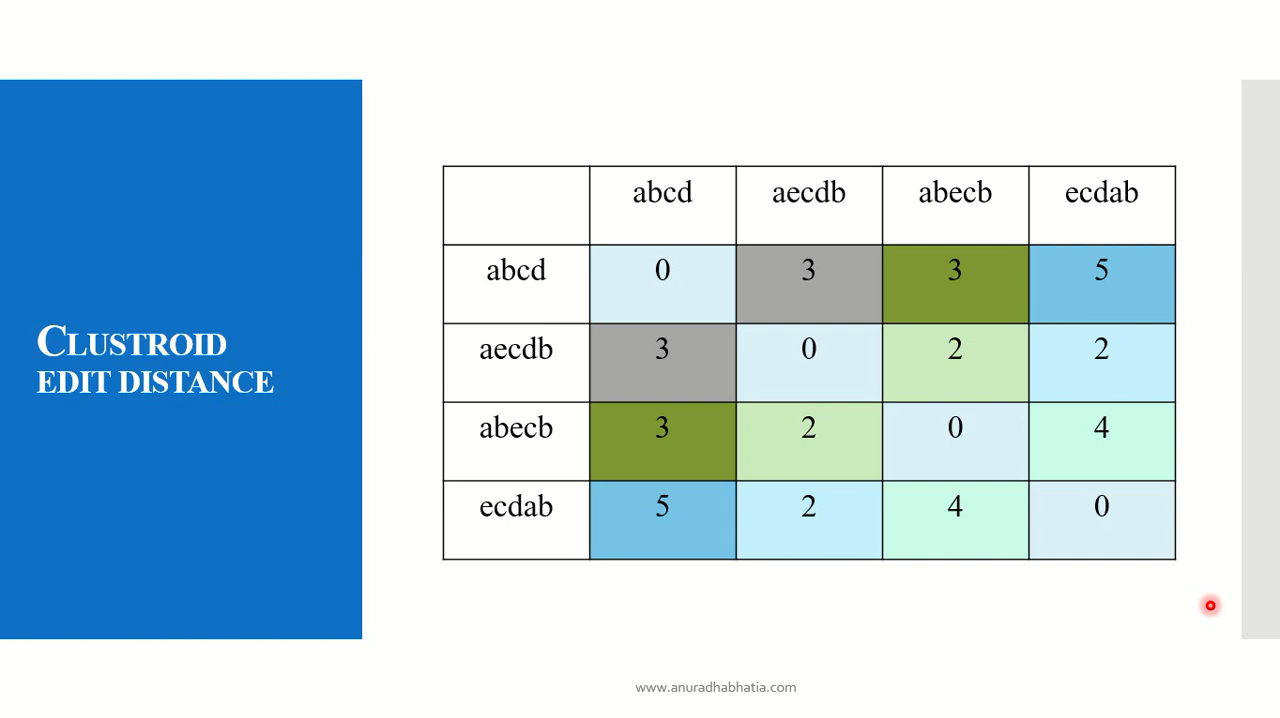 CLUSTROID
EDIT DISTANCE
abcd aecdb abecb ecdab
abcd 0 3 3 5
aecdb 3 0 2 2
abecb 3 2 0 4
ecdab 5 2 4 0
www.anuradhabhatia.com